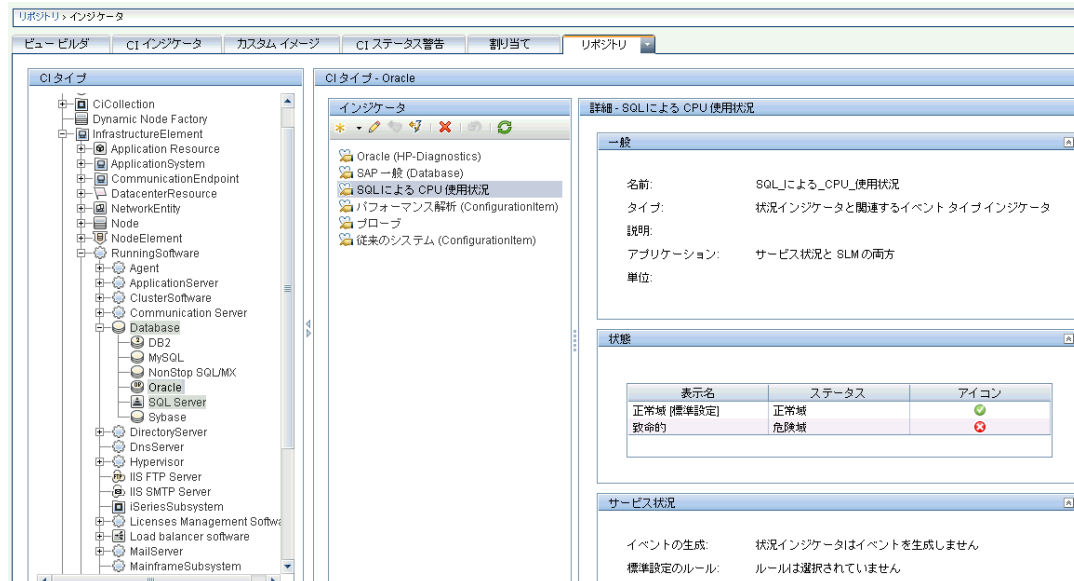 リポジトリ › インジケータ
ビュー ビルダ
CI インジケータ
カスタム イメージ
CI ステータス警告
割り当て
リポジトリ
CI タイプ
CiCollection
Dynamic Node Factory
InfrastructureElement
Application Resource
ApplicationSystem
CommunicationEndpoint
DatacenterResource
NetworkEntity
Node
NodeElement
RunningSoftware
Agent
ApplicationServer
ClusterSoftware
Communication Server
Database
DB2
MySQL
NonStop SQL/MX
Oracle
SQL Server
Sybase
DirectoryServer
DnsServer
Hypervisor
IIS FTP Server
IIS SMTP Server
iSeriesSubsystem
Licenses Management Softwa
Load balancer software
MailServer
MainframeSubsystem
CI タイプ - Oracle
インジケータ
Oracle (HP-Diagnostics)
SAP 一般 (Database)
SQLによる CPU 使用状況
パフォーマンス解析 (ConfigurationItem)
プローブ
従来のシステム (ConfigurationItem)
詳細 - SQLによる CPU 使用状況
一般
名前: SQL_による_CPU_使用状況
タイプ: 状況インジケータと関連するイベント タイプ インジケータ
説明:
アプリケーション: サービス状況と SLM の両方
単位:
状態
表示名 ステータス アイコン
正常域 [標準設定] 正常域
致命的 危険域
サービス状況
イベントの生成: 状況インジケータはイベントを生成しません
標準設定のルール: ルールは選択されていません